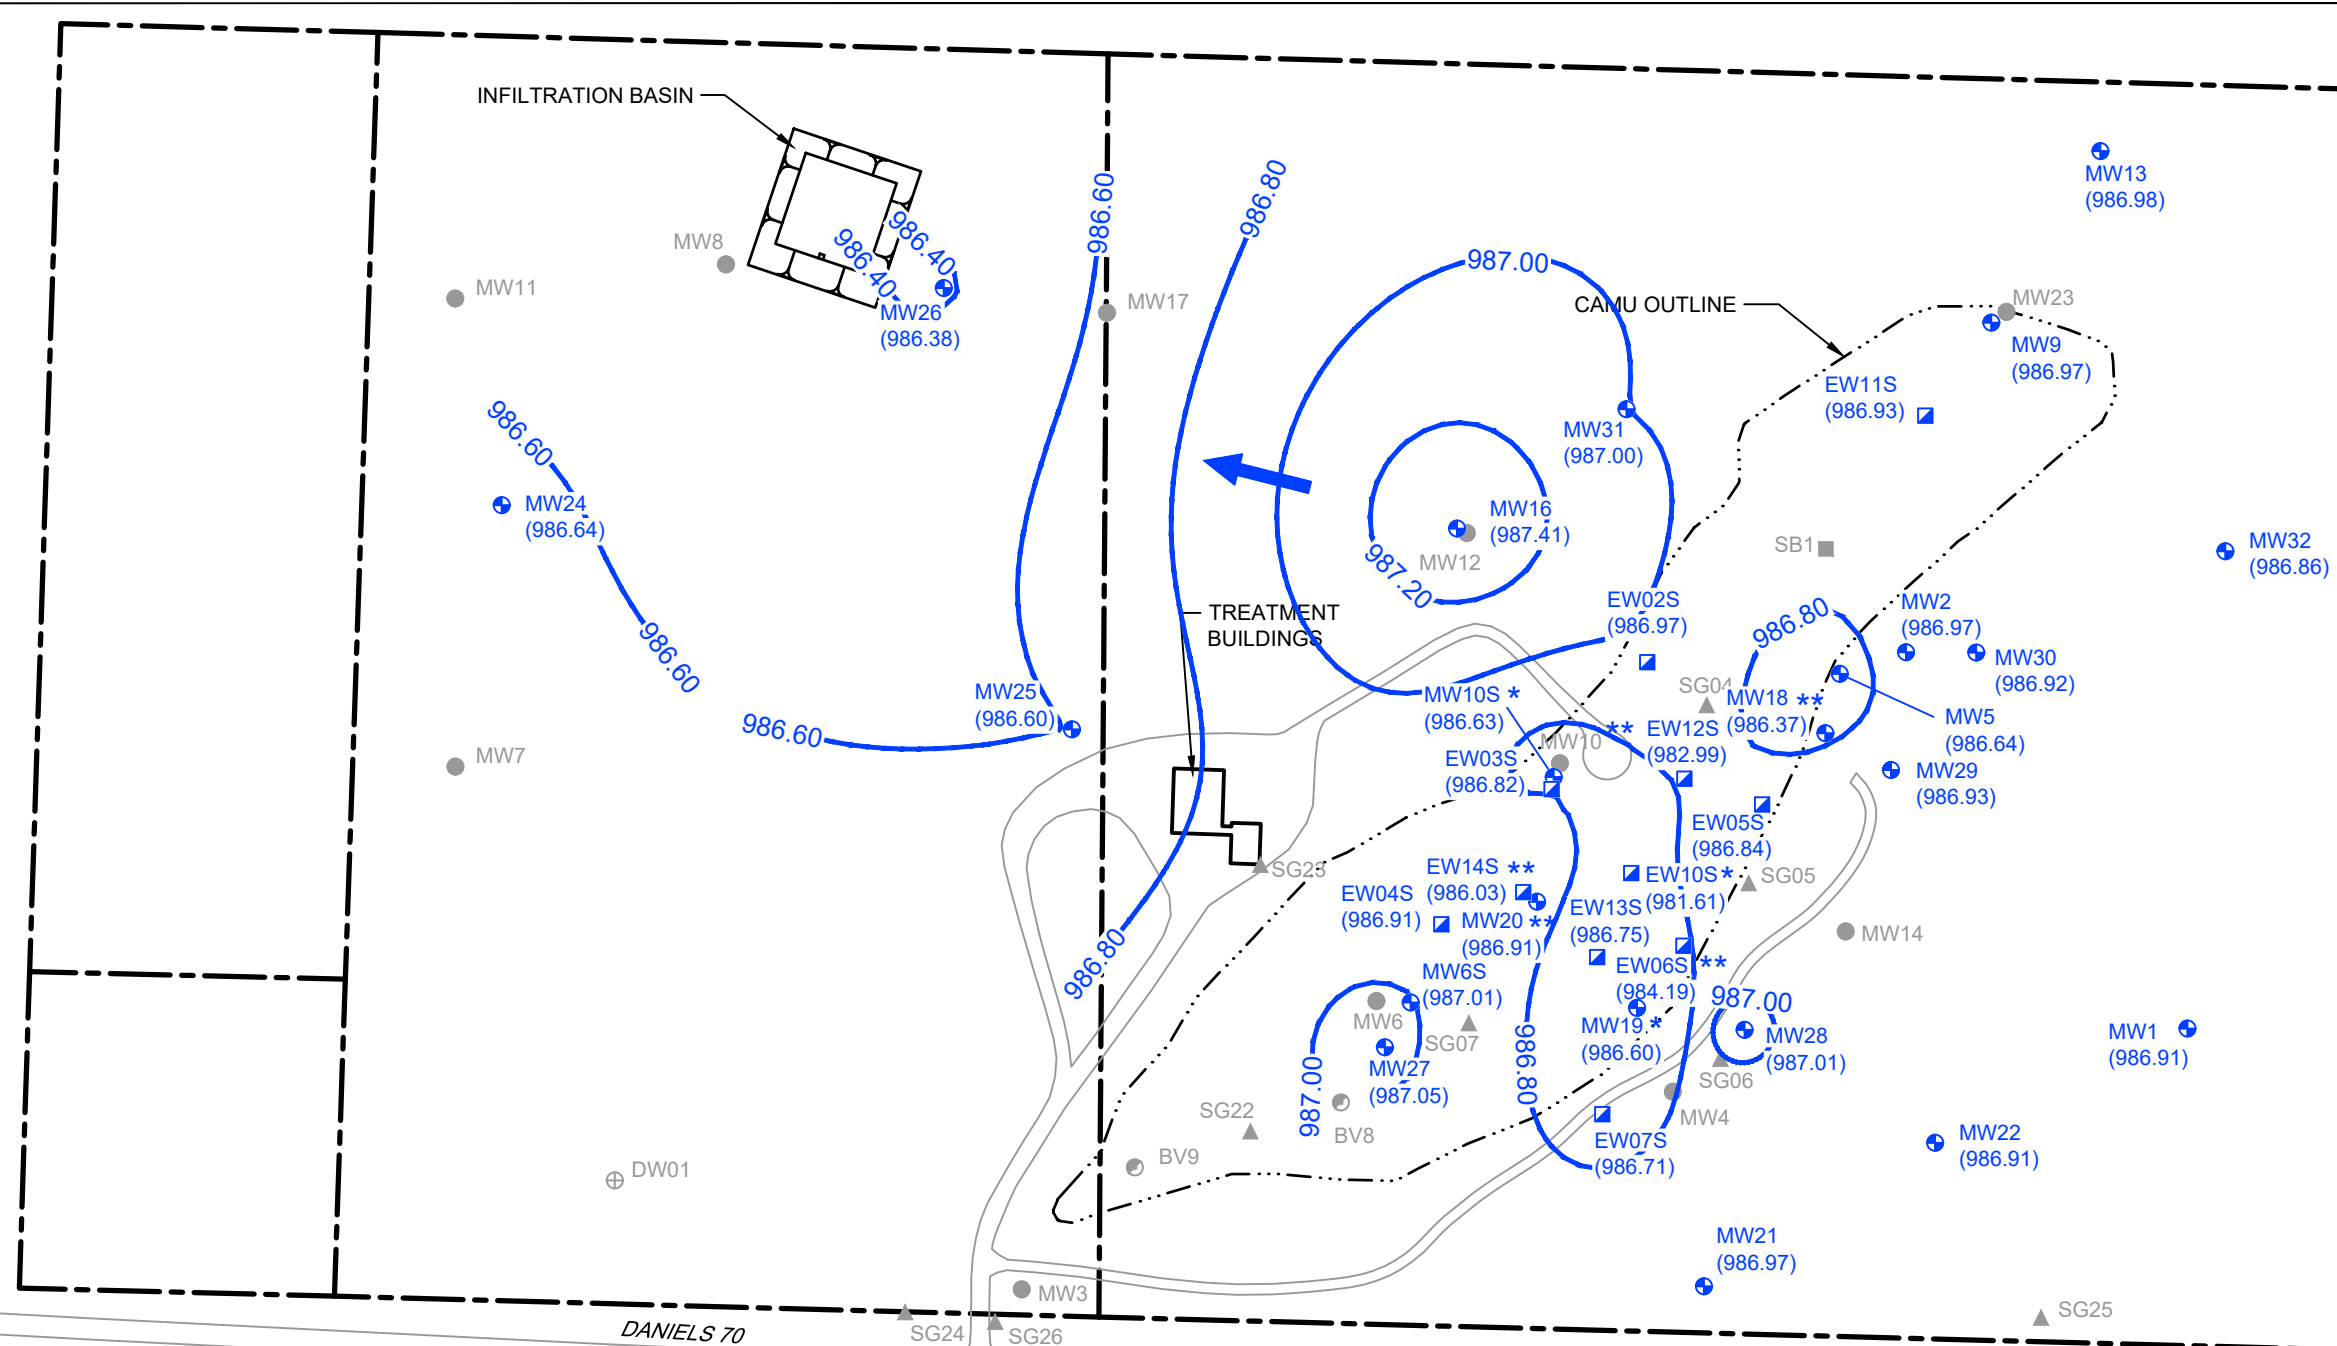 INFILTRATION BASIN
986.60
986.80
MW13
(986.98)
986.40
986.40
MW8
MW11
MW26
(986.38)
MW17
987.00
CAMU OUTLINE
MW23
MW9
(986.97)
EW11S
(986.93)
986.60
MW24
(986.64)
MW31
(987.00)
MW16
(987.41)
MW12
987.20
SB1
MW32
(986.86)
TREATMENT
BUILDINGS
EW02S
(986.97)
986.80
MW2
(986.97)
MW30
(986.92)
986.60
986.60
MW25
(986.60)
MW10S *
(986.63)
SG04
MW18 **
(986.37)
MW5
(986.64)
**
EW12S
(982.99)
MW10
EW03S
(986.82)
MW29
(986.93)
MW7
EW05S
(986.84)
SG23
EW14S **
(986.03)
EW04S
(986.91)
MW20 **
(986.91)
EW10S *
(981.61)
SG05
EW13S
(986.75)
MW14
986.80
EW06S **
(984.19)
MW6S
(987.01)
MW6
SG07
987.00
MW28
(987.01)
MW19 *
(986.60)
SG06
MW1
(986.91)
MW27
(987.05)
987.00
986.80
MW4
SG22
BV8
BV9
EW07S
(986.71)
MW22
(986.91)
DW01
MW21
(986.97)
MW3
SG24
SG26
SG25
DANIELS 70